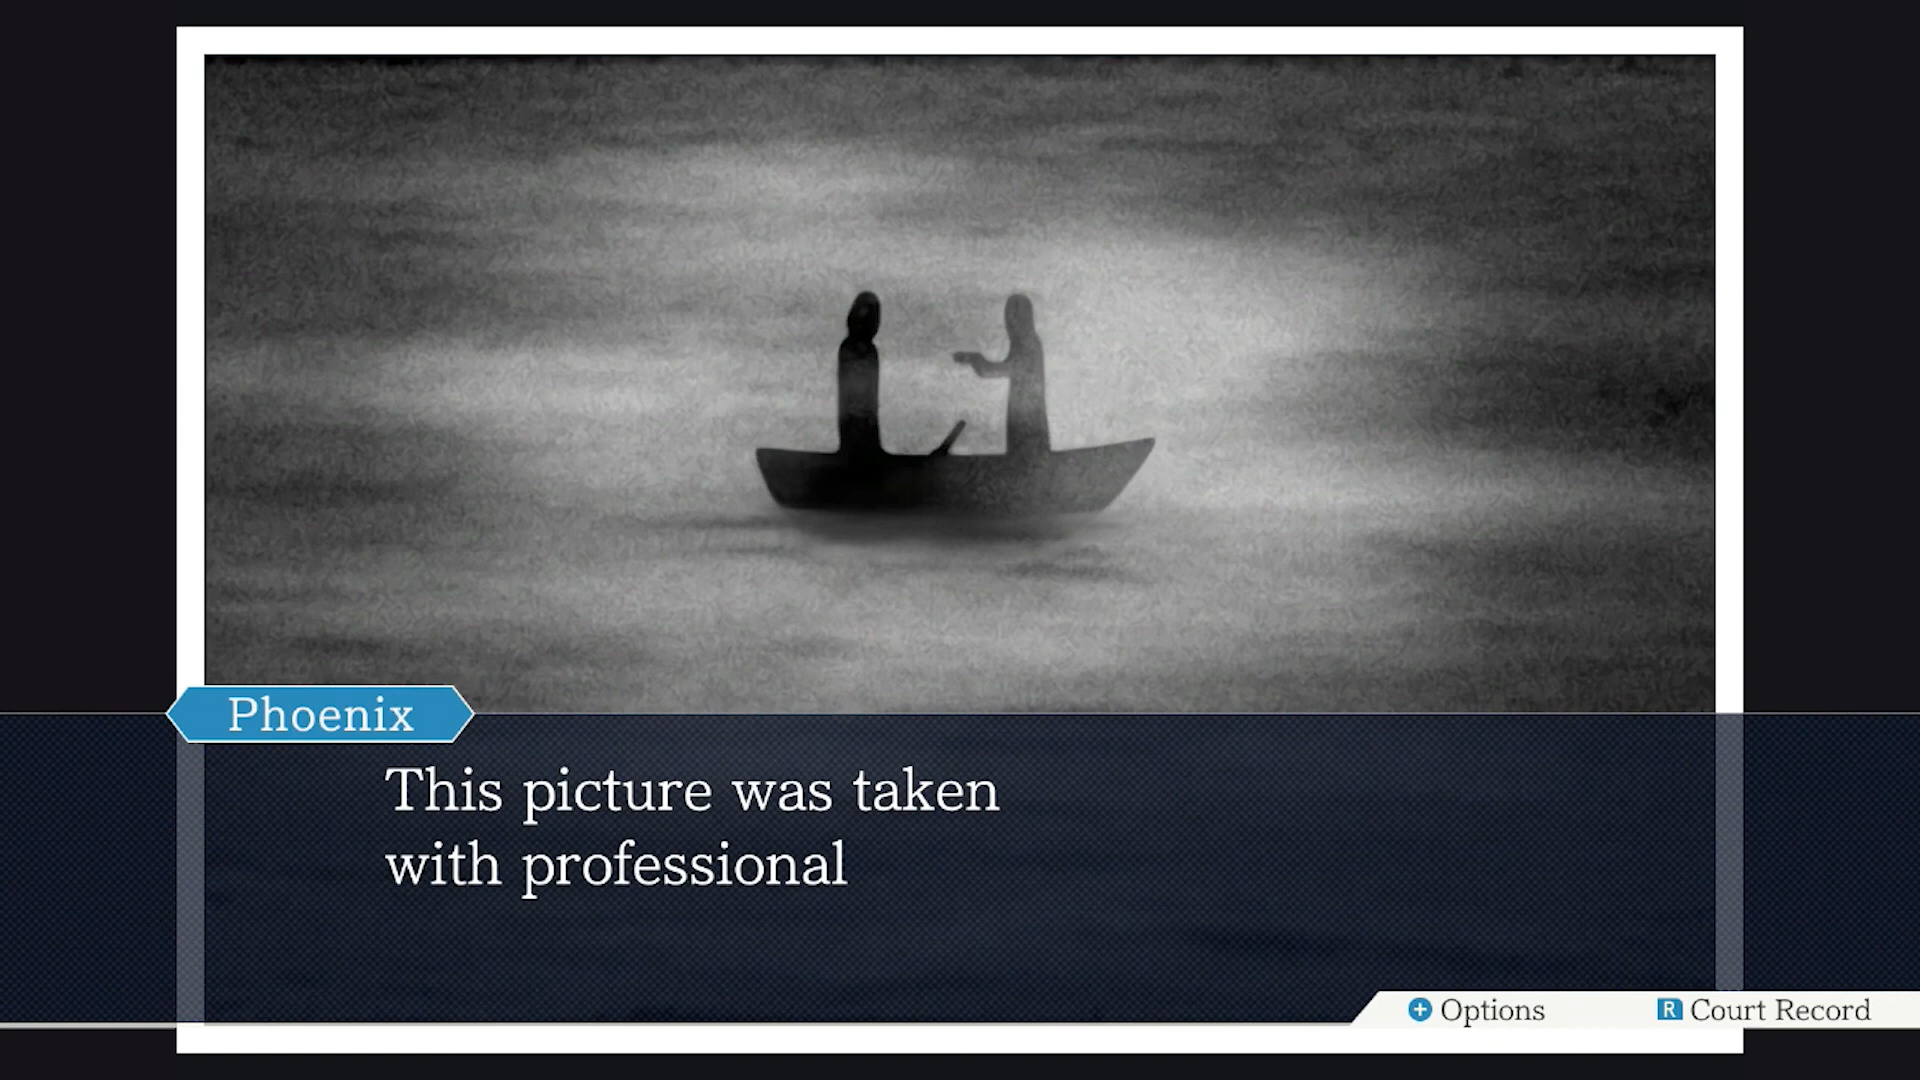 Phoenix
This picture was taken
with professional
Options
R Court Record